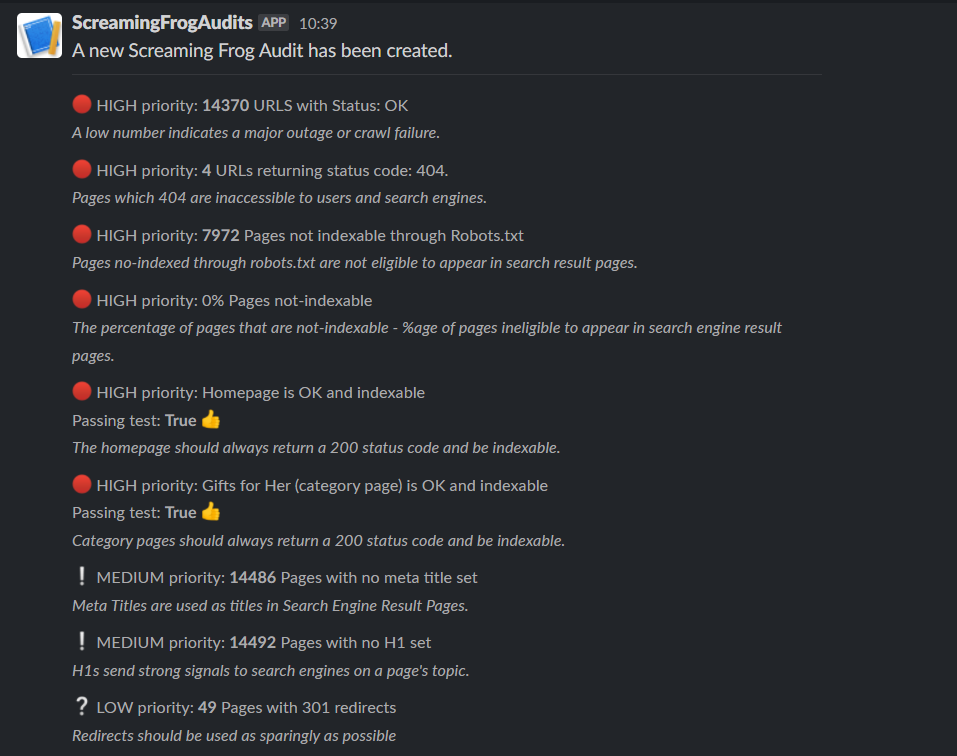 ScreamingFrogAudits APP 10:39
A new Screaming Frog Audit has been created.
HIGH priority: 14370 URLS with Status: OK
A low number indicates a major outage or crawl failure.
HIGH priority: 4 URLs returning status code: 404.
Pages which 404 are inaccessible to users and search engines.
HIGH priority: 7972 Pages not indexable through Robots.txt
Pages no-indexed through robots.txt are not eligible to appear in search result pages.
HIGH priority: 0% Pages not-indexable
The percentage of pages that are not-indexable - %age of pages ineligible to appear in search engine result
pages.
HIGH priority: Homepage is OK and indexable
Passing test: True 👍
The homepage should always return a 200 status code and be indexable.
HIGH priority: Gifts for Her (category page) is OK and indexable
Passing test: True 👍
Category pages should always return a 200 status code and be indexable.
❕ MEDIUM priority: 14486 Pages with no meta title set
Meta Titles are used as titles in Search Engine Result Pages.
❕ MEDIUM priority: 14492 Pages with no H1 set
H1s send strong signals to search engines on a page's topic.
❔ LOW priority: 49 Pages with 301 redirects
Redirects should be used as sparingly as possible